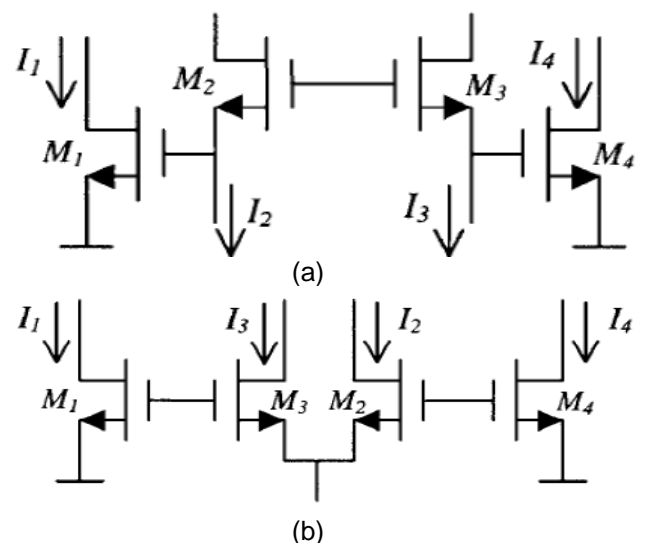 I1 I4
M2 M3
M1 M4
I2 I3
(a)
I1 I3 I2 I4
M1 M3 M2 M4
(b)